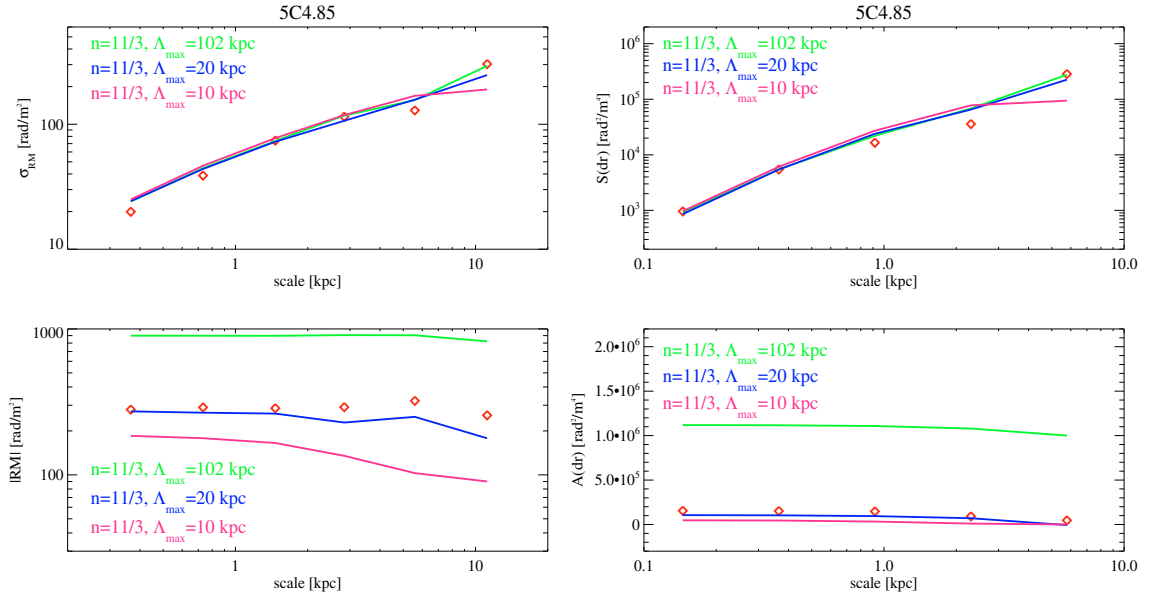 5C4.85
n=11/3, Λmax=102 kpc
n=11/3, Λmax=20 kpc
n=11/3, Λmax=10 kpc
σRM [rad/m²]
100
10
1
10
scale [kpc]
5C4.85
n=11/3, Λmax=102 kpc
n=11/3, Λmax=20 kpc
n=11/3, Λmax=10 kpc
S(dr) [rad²/m⁴]
10⁶
10⁵
10⁴
10³
0.1
1.0
10.0
scale [kpc]
|RM| [rad/m²]
1000
100
n=11/3, Λmax=102 kpc
n=11/3, Λmax=20 kpc
n=11/3, Λmax=10 kpc
1
10
scale [kpc]
n=11/3, Λmax=102 kpc
n=11/3, Λmax=20 kpc
n=11/3, Λmax=10 kpc
A(dr) [rad²/m⁴]
2.0•10⁶
1.5•10⁶
1.0•10⁶
5.0•10⁵
0
0.1
1.0
10.0
scale [kpc]